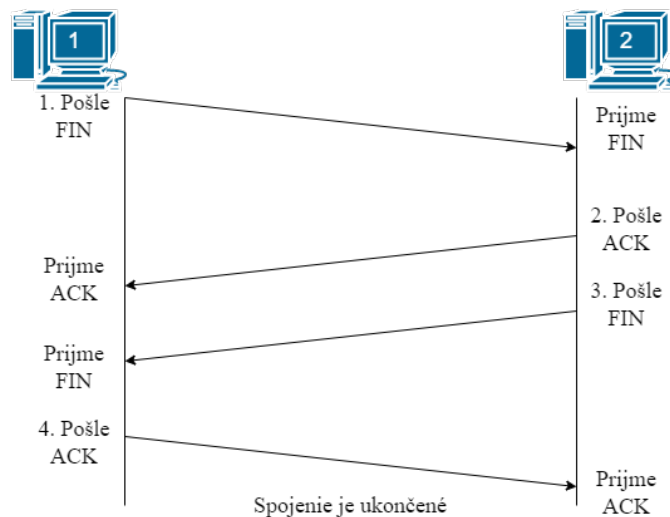 1
2
1. Pošle
FIN
Prijme
FIN
2. Pošle
ACK
Prijme
ACK
3. Pošle
FIN
Prijme
FIN
4. Pošle
ACK
Prijme
ACK
Spojenie je ukončené